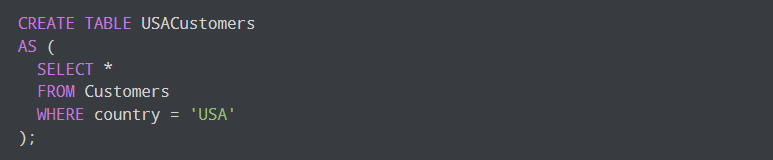 CREATE TABLE USACustomers
AS (
  SELECT *
  FROM Customers
  WHERE country = 'USA'
);